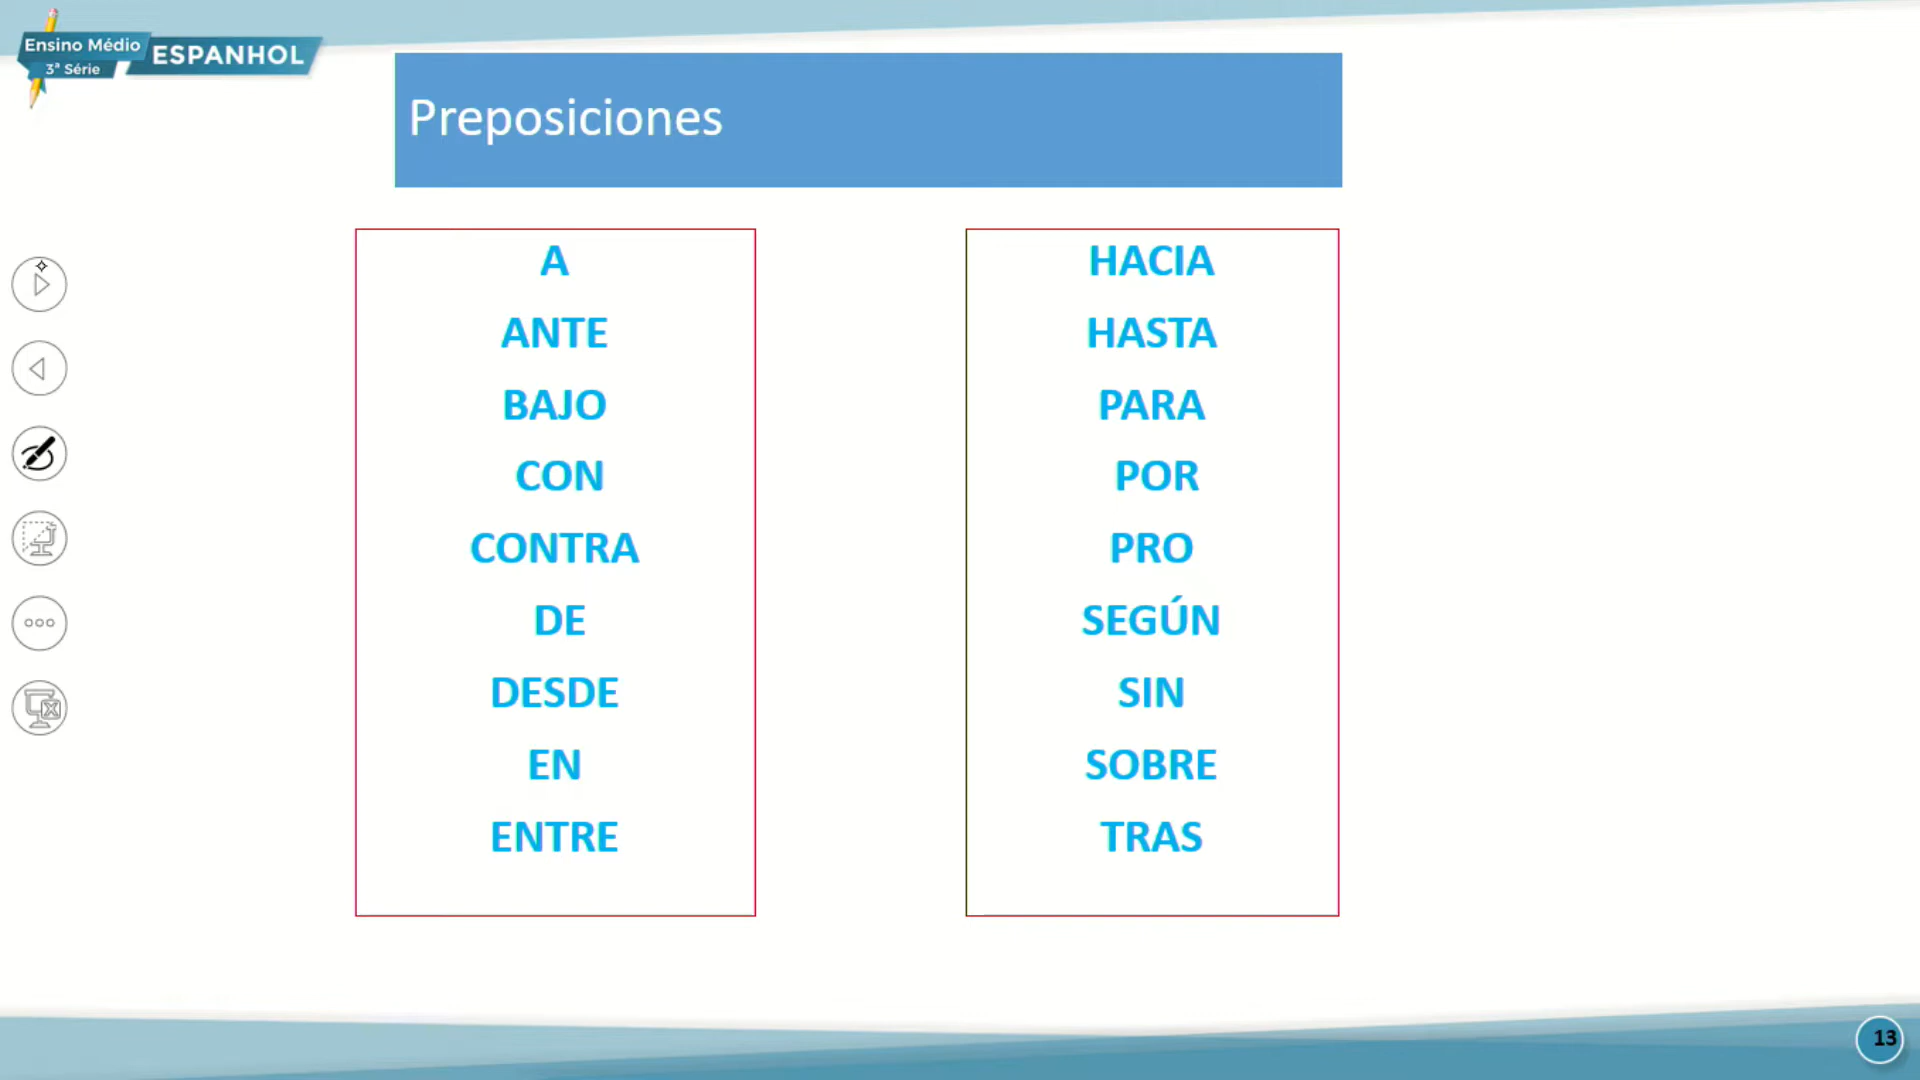 Ensino Médio
3ª Série
ESPANHOL
Preposiciones
A
ANTE
BAJO
CON
CONTRA
DE
DESDE
EN
ENTRE
HACIA
HASTA
PARA
POR
PRO
SEGÚN
SIN
SOBRE
TRAS
13